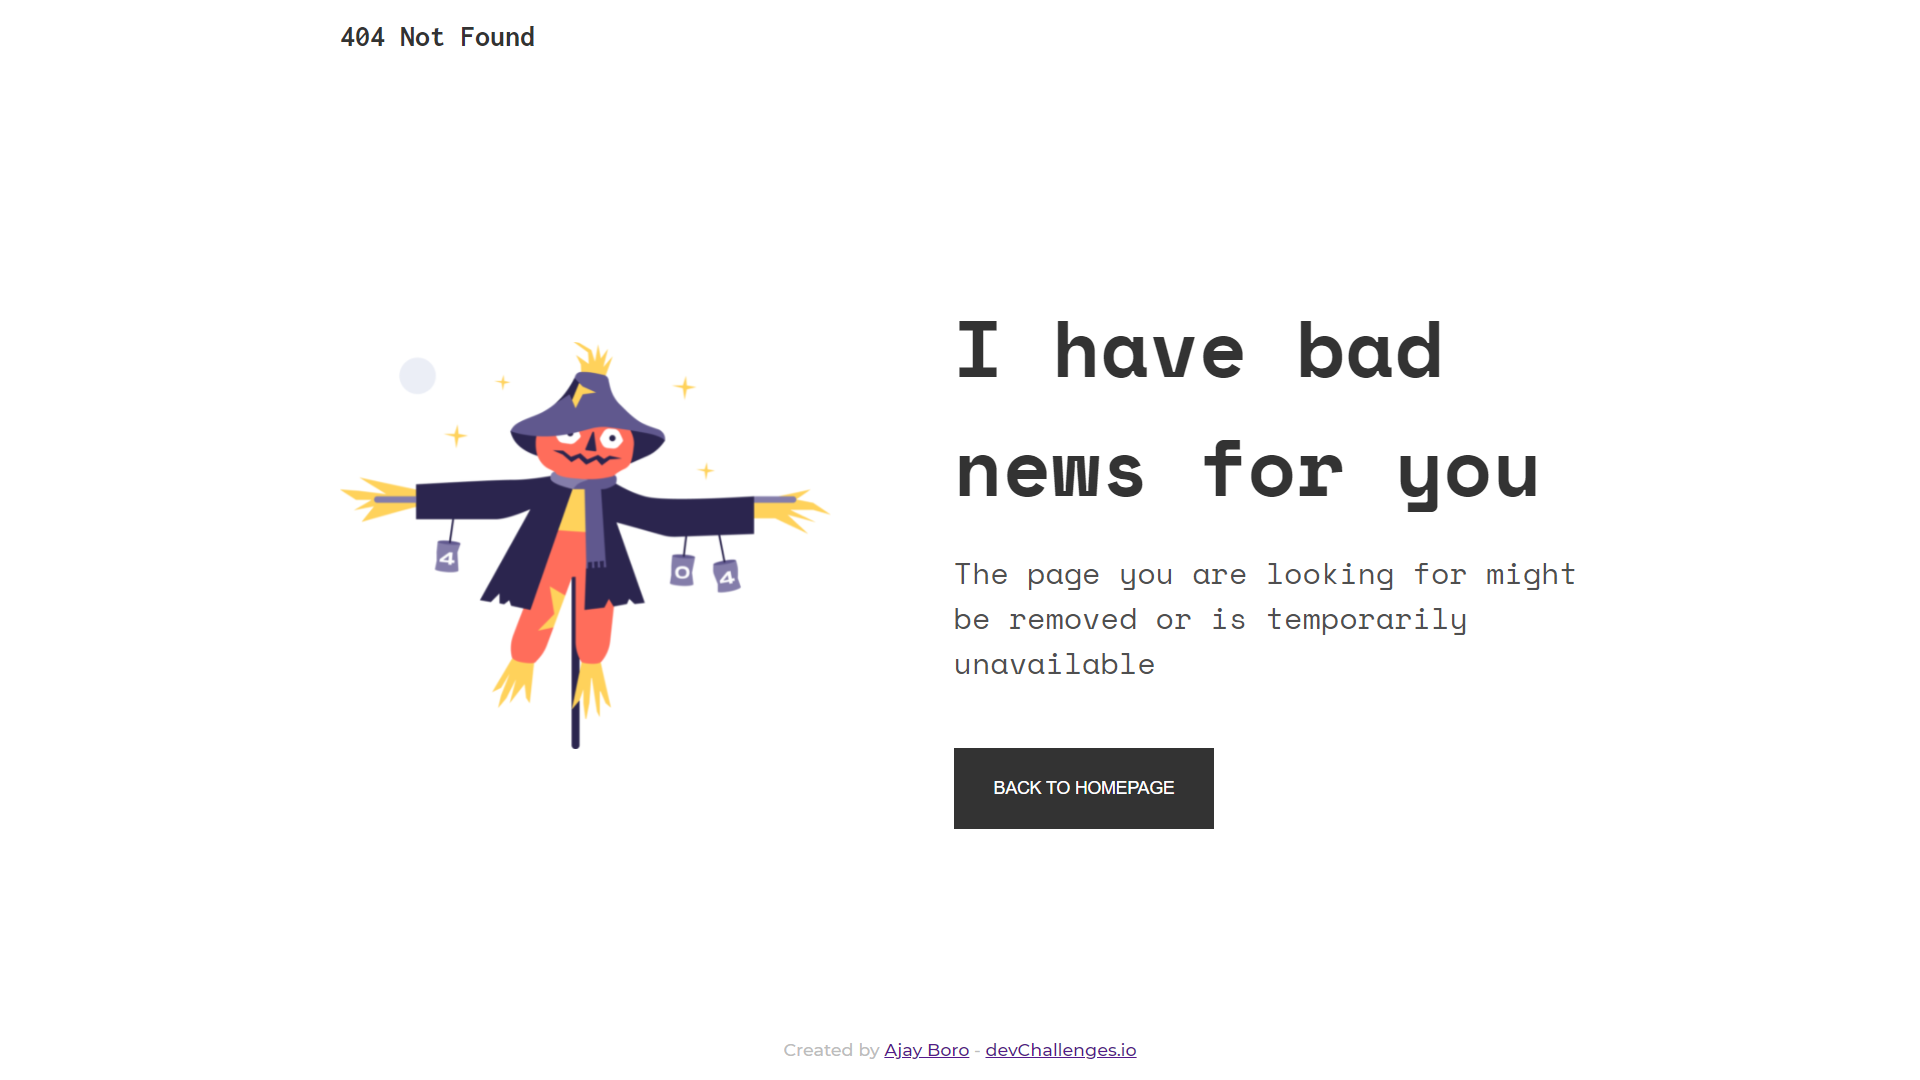 404 Not Found
4
0
4
I have bad
news for you
The page you are looking for might
be removed or is temporarily
unavailable
BACK TO HOMEPAGE
Created by Ajay Boro - devChallenges.io